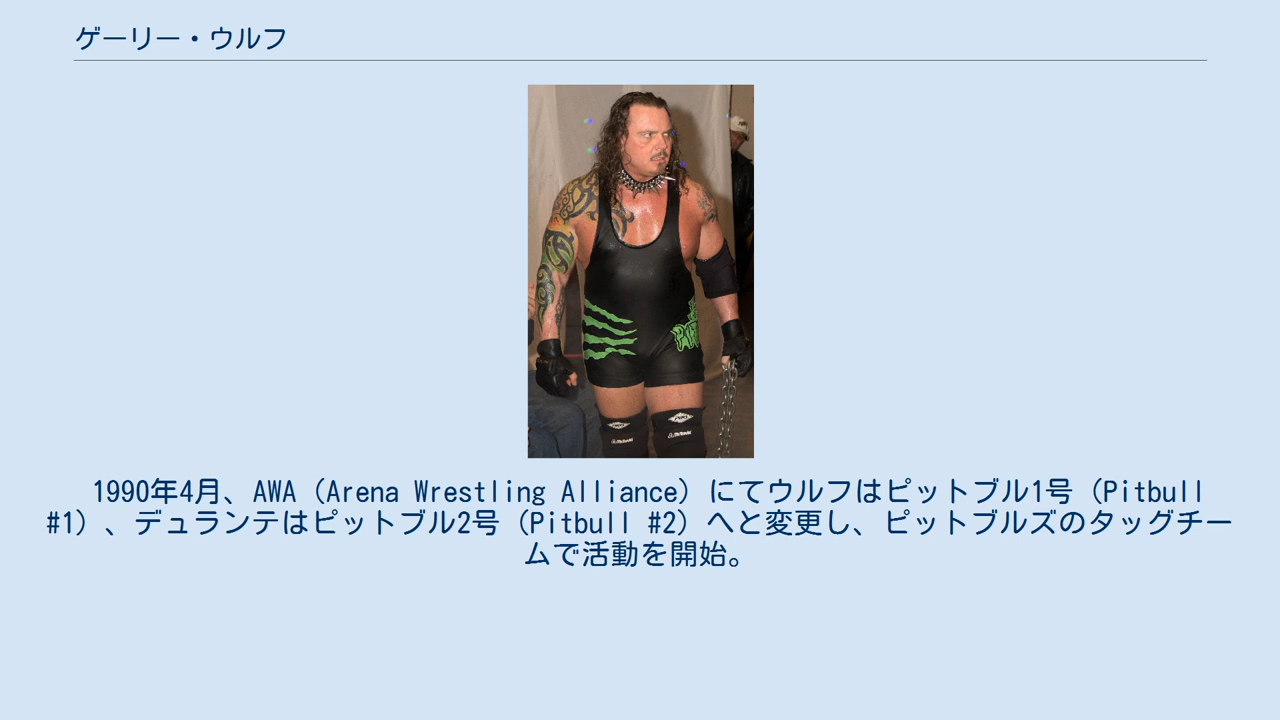 ゲーリー・ウルフ
1990年4月、AWA（Arena Wrestling Alliance）にてウルフはピットブル1号（Pitbull
#1）、デュランテはピットブル2号（Pitbull #2）へと変更し、ピットブルズのタッグチー
ムで活動を開始。